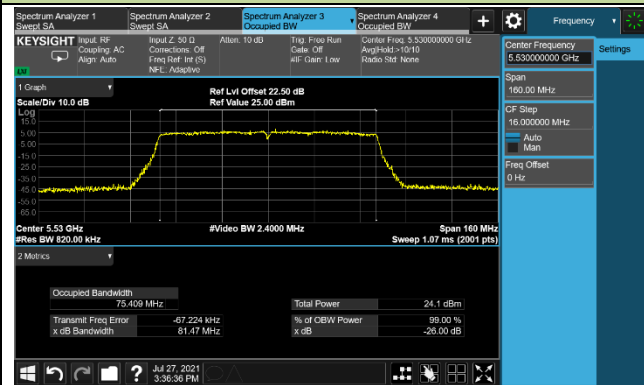 Spectrum Analyzer 1
Swept SA
Spectrum Analyzer 2
Swept SA
Spectrum Analyzer 3
Occupied BW
Spectrum Analyzer 4
Occupied BW
+
Frequency
KEYSIGHT
Input: RF
Coupling: AC
Align: Auto
Input Z: 50 Ω
Corrections: Off
Freq Ref: Int (S)
NFE: Adaptive
Atten: 10 dB
Trig: Free Run
Gate: Off
#IF Gain: Low
Center Freq: 5.530000000 GHz
Avg|Hold:>10/10
Radio Std: None
Center Frequency
5.530000000 GHz
Settings
Span
160.00 MHz
CF Step
16.000000 MHz
Auto
Man
Freq Offset
0 Hz
1 Graph
Scale/Div 10.0 dB
Ref Lvl Offset 22.50 dB
Ref Value 25.00 dBm
Log
15.0
5.00
-5.00
-15.0
-25.0
-35.0
-45.0
-55.0
-65.0
Center 5.53 GHz
#Res BW 820.00 kHz
#Video BW 2.4000 MHz
Span 160 MHz
Sweep 1.07 ms (2001 pts)
2 Metrics
Occupied Bandwidth
75.409 MHz
Total Power
24.1 dBm
Transmit Freq Error
-67.224 kHz
% of OBW Power
99.00 %
x dB Bandwidth
81.47 MHz
x dB
-26.00 dB
?
Jul 27, 2021
3:36:36 PM